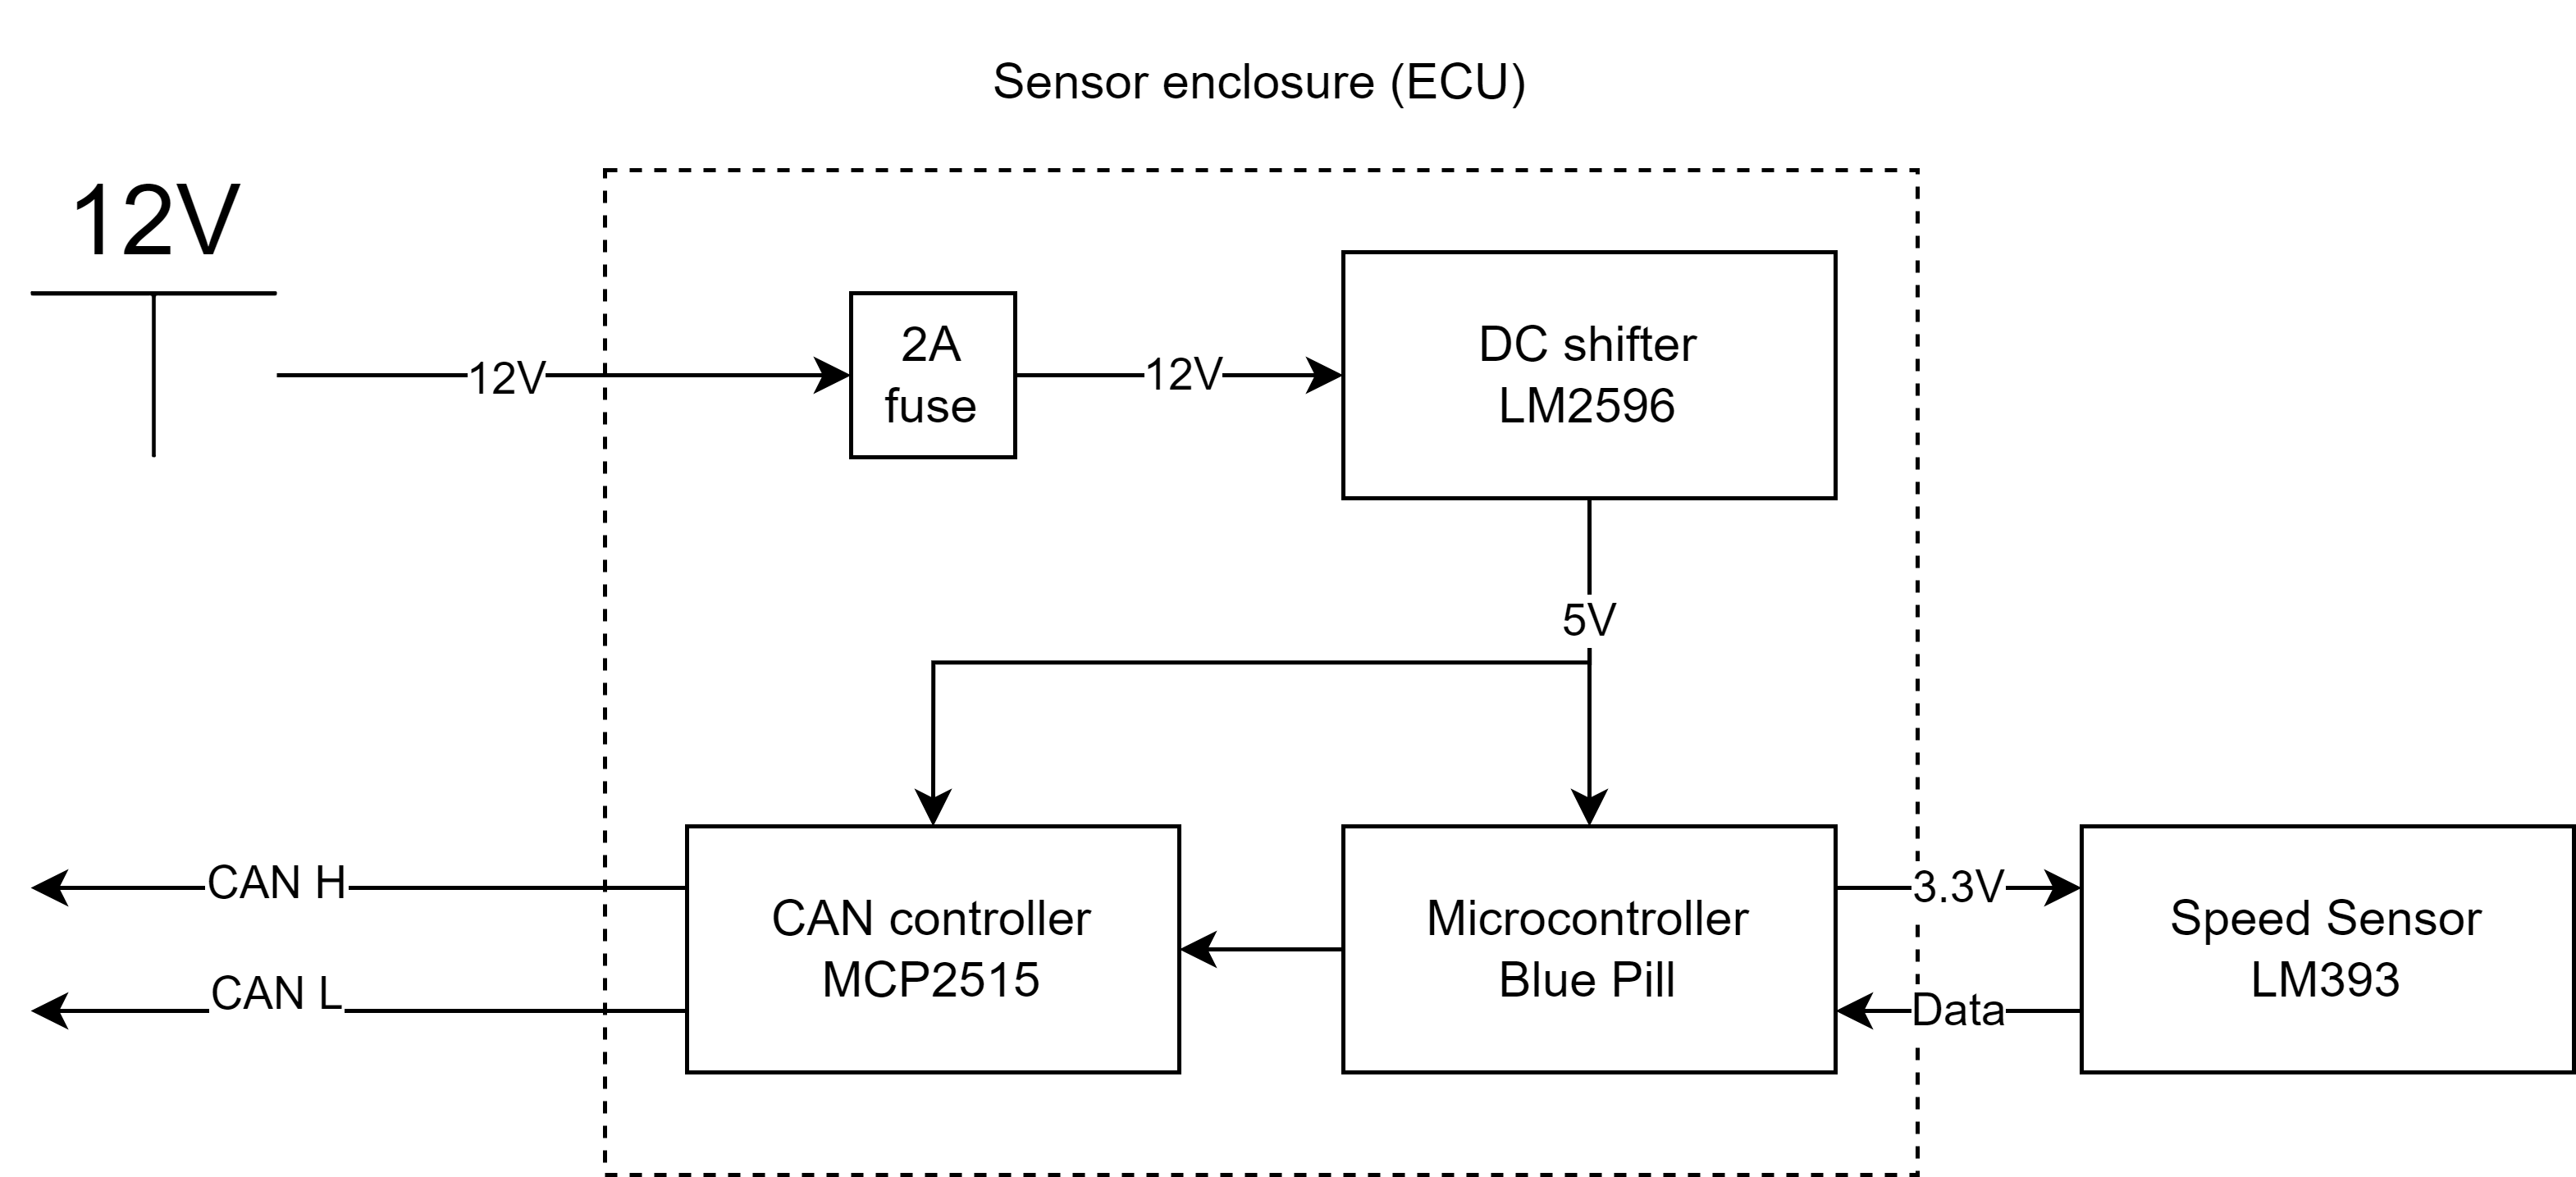 Sensor enclosure (ECU)
12V
12V
2A
fuse
12V
DC shifter
LM2596
5V
CAN H
CAN L
CAN controller
MCP2515
Microcontroller
Blue Pill
3.3V
Data
Speed Sensor
LM393